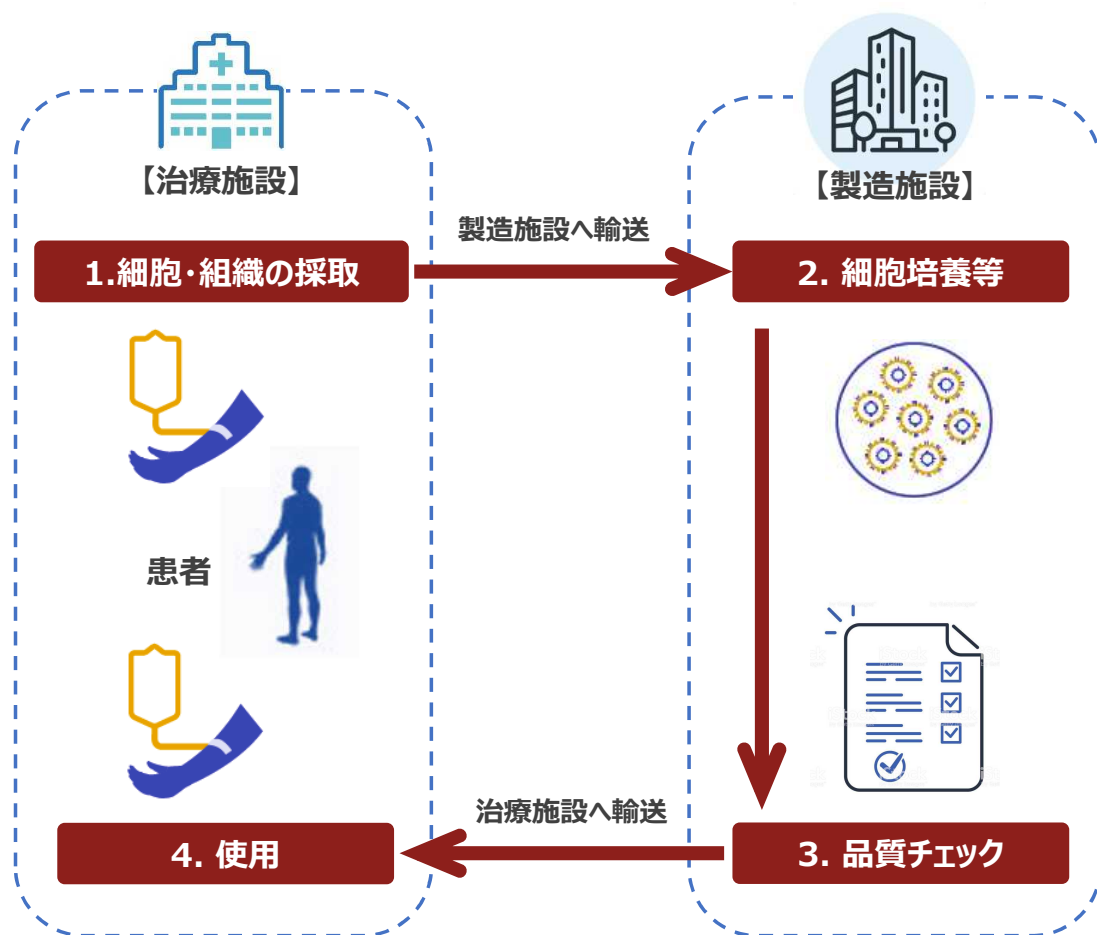 【治療施設】
【製造施設】
製造施設へ輸送
1.細胞・組織の採取
2. 細胞培養等
患者
治療施設へ輸送
4. 使用
3. 品質チェック